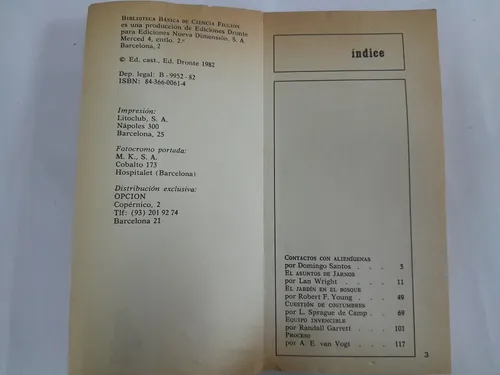 BIBLIOTECA BÁSICA DE CIENCIA FICCIÓN
es una producción de Ediciones Dronte
para Ediciones Nueva Dimensión, S. A.
Merced 4, entlo. 2.ª
Barcelona, 2
© Ed. cast., Ed. Dronte 1982
Dep. legal: B - 9952 - 82
ISBN: 84-366-0061-4
Impresión:
Litoclub, S. A.
Nápoles 300
Barcelona, 25
Fotocromo portada:
M. K., S. A.
Cobalto 173
Hospitalet (Barcelona)
Distribución exclusiva:
OPCION
Copérnico, 2
Tlf: (93) 201 92 74
Barcelona 21
índice
CONTACTOS CON ALIENÍGENAS
por Domingo Santos . . . 5
EL ASUNTOS DE JARNOS
por Lan Wright . . . 11
EL JARDÍN EN EL BOSQUE
por Robert F. Young . . . 49
CUESTIÓN DE COSTUMBRES
por L. Sprague de Camp . . 69
EQUIPO INVENCIBLE
por Randall Garrett . . . 101
PROCESO
por A. E. van Vogt . . . 117
3